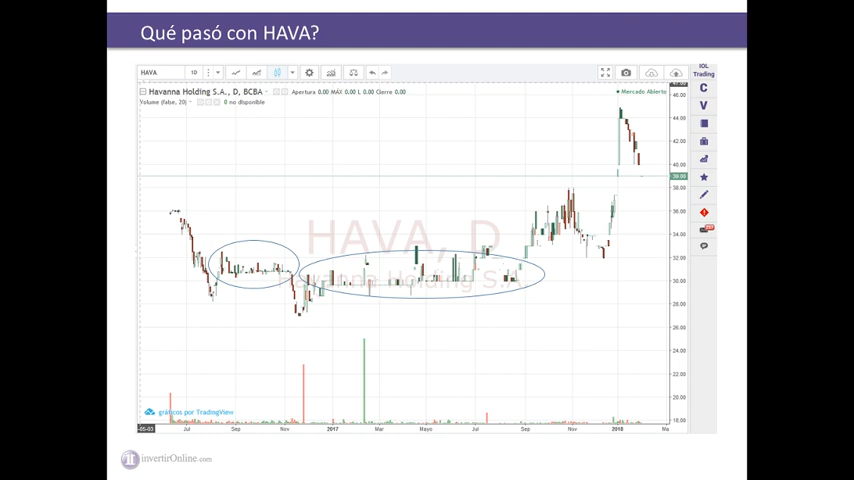 Qué pasó con HAVA?
HAVA 1D
IOL
Trading
Havanna Holding S.A., D, BCBA
Apertura 0.00 MÁX 0.00 L 0.00 Cierre 0.00
Mercado Abierto
Volume (false, 20)
0 no disponible
C
V
46.00
44.00
42.00
40.00
39.00
38.00
36.00
34.00
32.00
30.00
28.00
26.00
24.00
22.00
20.00
18.00
HAVA, D
Havanna Holding S.A.
gráficos por TradingView
-05-03 Jul Sep Nov 2017 Mar Mayo Jul Sep Nov 2018 Ma
invertirOnline.com